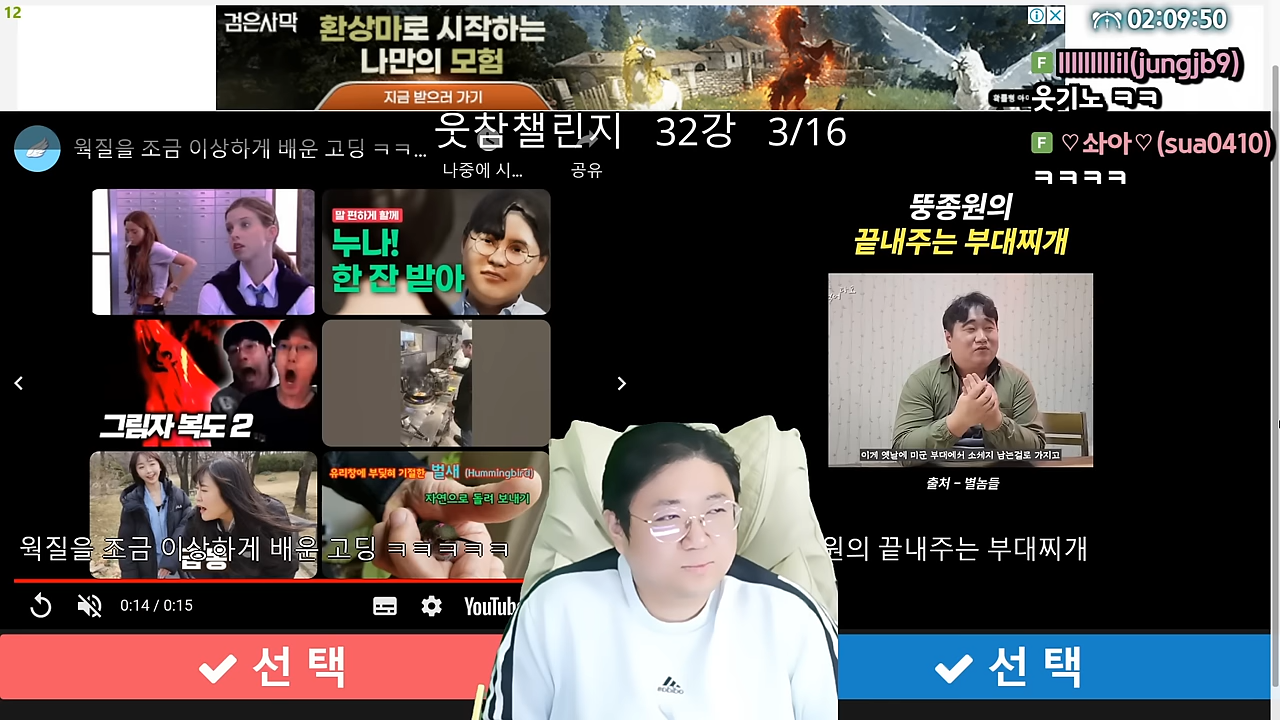 12
검은사막
환상마로 시작하는
나만의 모험
지금 받으러 가기
02:09:50
F llllllllllil(jungjb9)
웃기노 ㅋㅋ
F ♡솨아♡(sua0410)
ㅋㅋㅋㅋ
웃참챌린지 32강 3/16
웍질을 조금 이상하게 배운 고딩 ㅋㅋ...
나중에 시...
공유
말 편하게 함께
누나!
한 잔 받아
그림자 복도 2
유리창에 부딪혀 기절한 벌새 (Hummingbird)
자연으로 돌려 보내기
웍질을 조금 이상하게 배운 고딩 ㅋㅋㅋㅋㅋ
0:14 / 0:15
YouTub
뚱종원의
끝내주는 부대찌개
이게 옛날에 미군 부대에서 소세지 남는걸로 가지고
출처 - 별놈들
원의 끝내주는 부대찌개
선택
선택